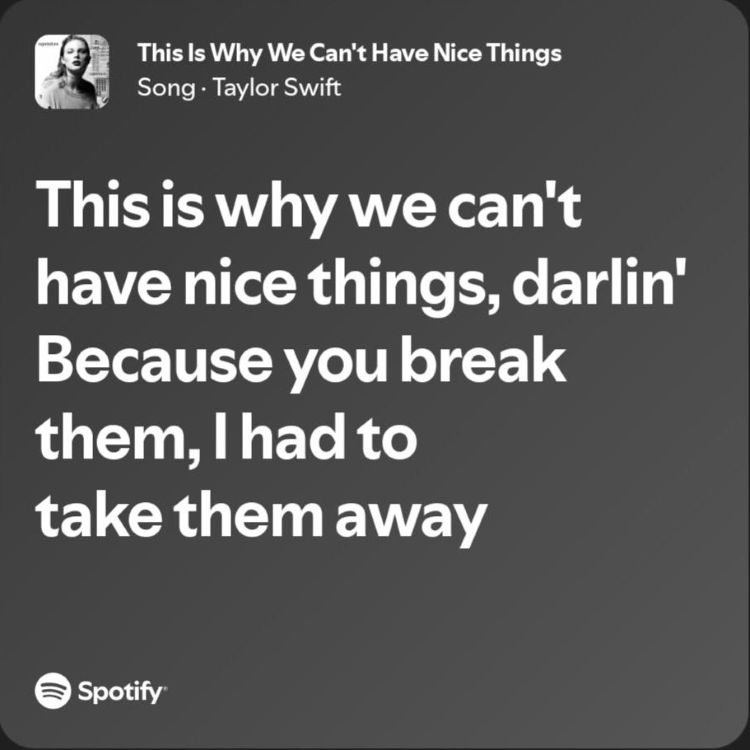 This Is Why We Can't Have Nice Things
Song · Taylor Swift
This is why we can't
have nice things, darlin'
Because you break
them, I had to
take them away
Spotify